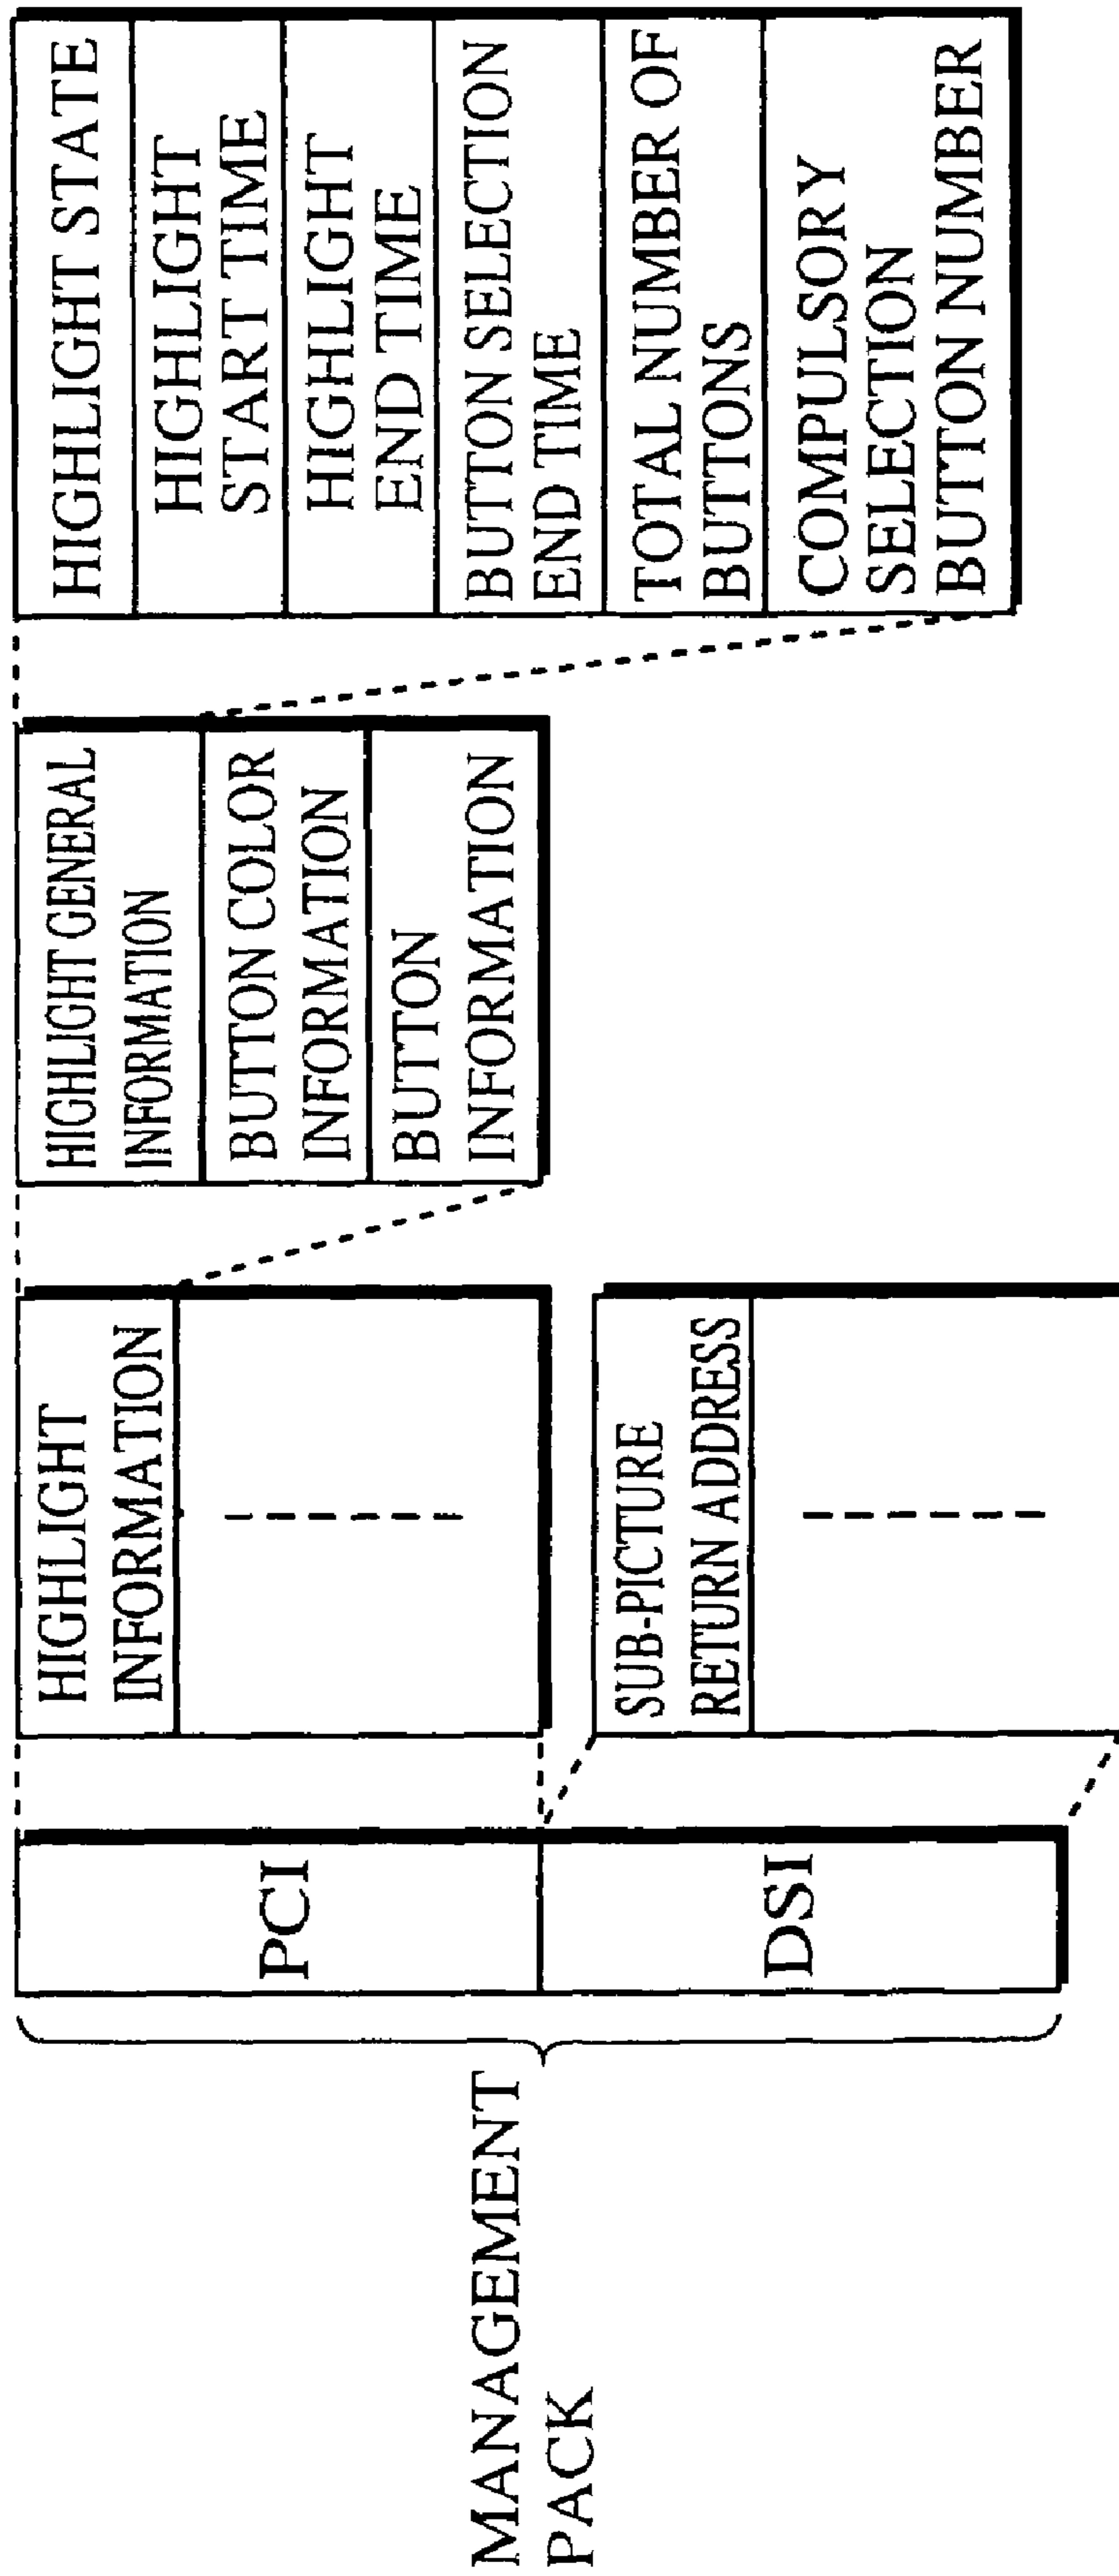 MANAGEMENT
PACK
PCI
DSI
HIGHLIGHT
INFORMATION
SUB-PICTURE
RETURN ADDRESS
HIGHLIGHT GENERAL
INFORMATION
BUTTON COLOR
INFORMATION
BUTTON
INFORMATION
HIGHLIGHT STATE
HIGHLIGHT
START TIME
HIGHLIGHT
END TIME
BUTTON SELECTION
END TIME
TOTAL NUMBER OF
BUTTONS
COMPULSORY
SELECTION
BUTTON NUMBER